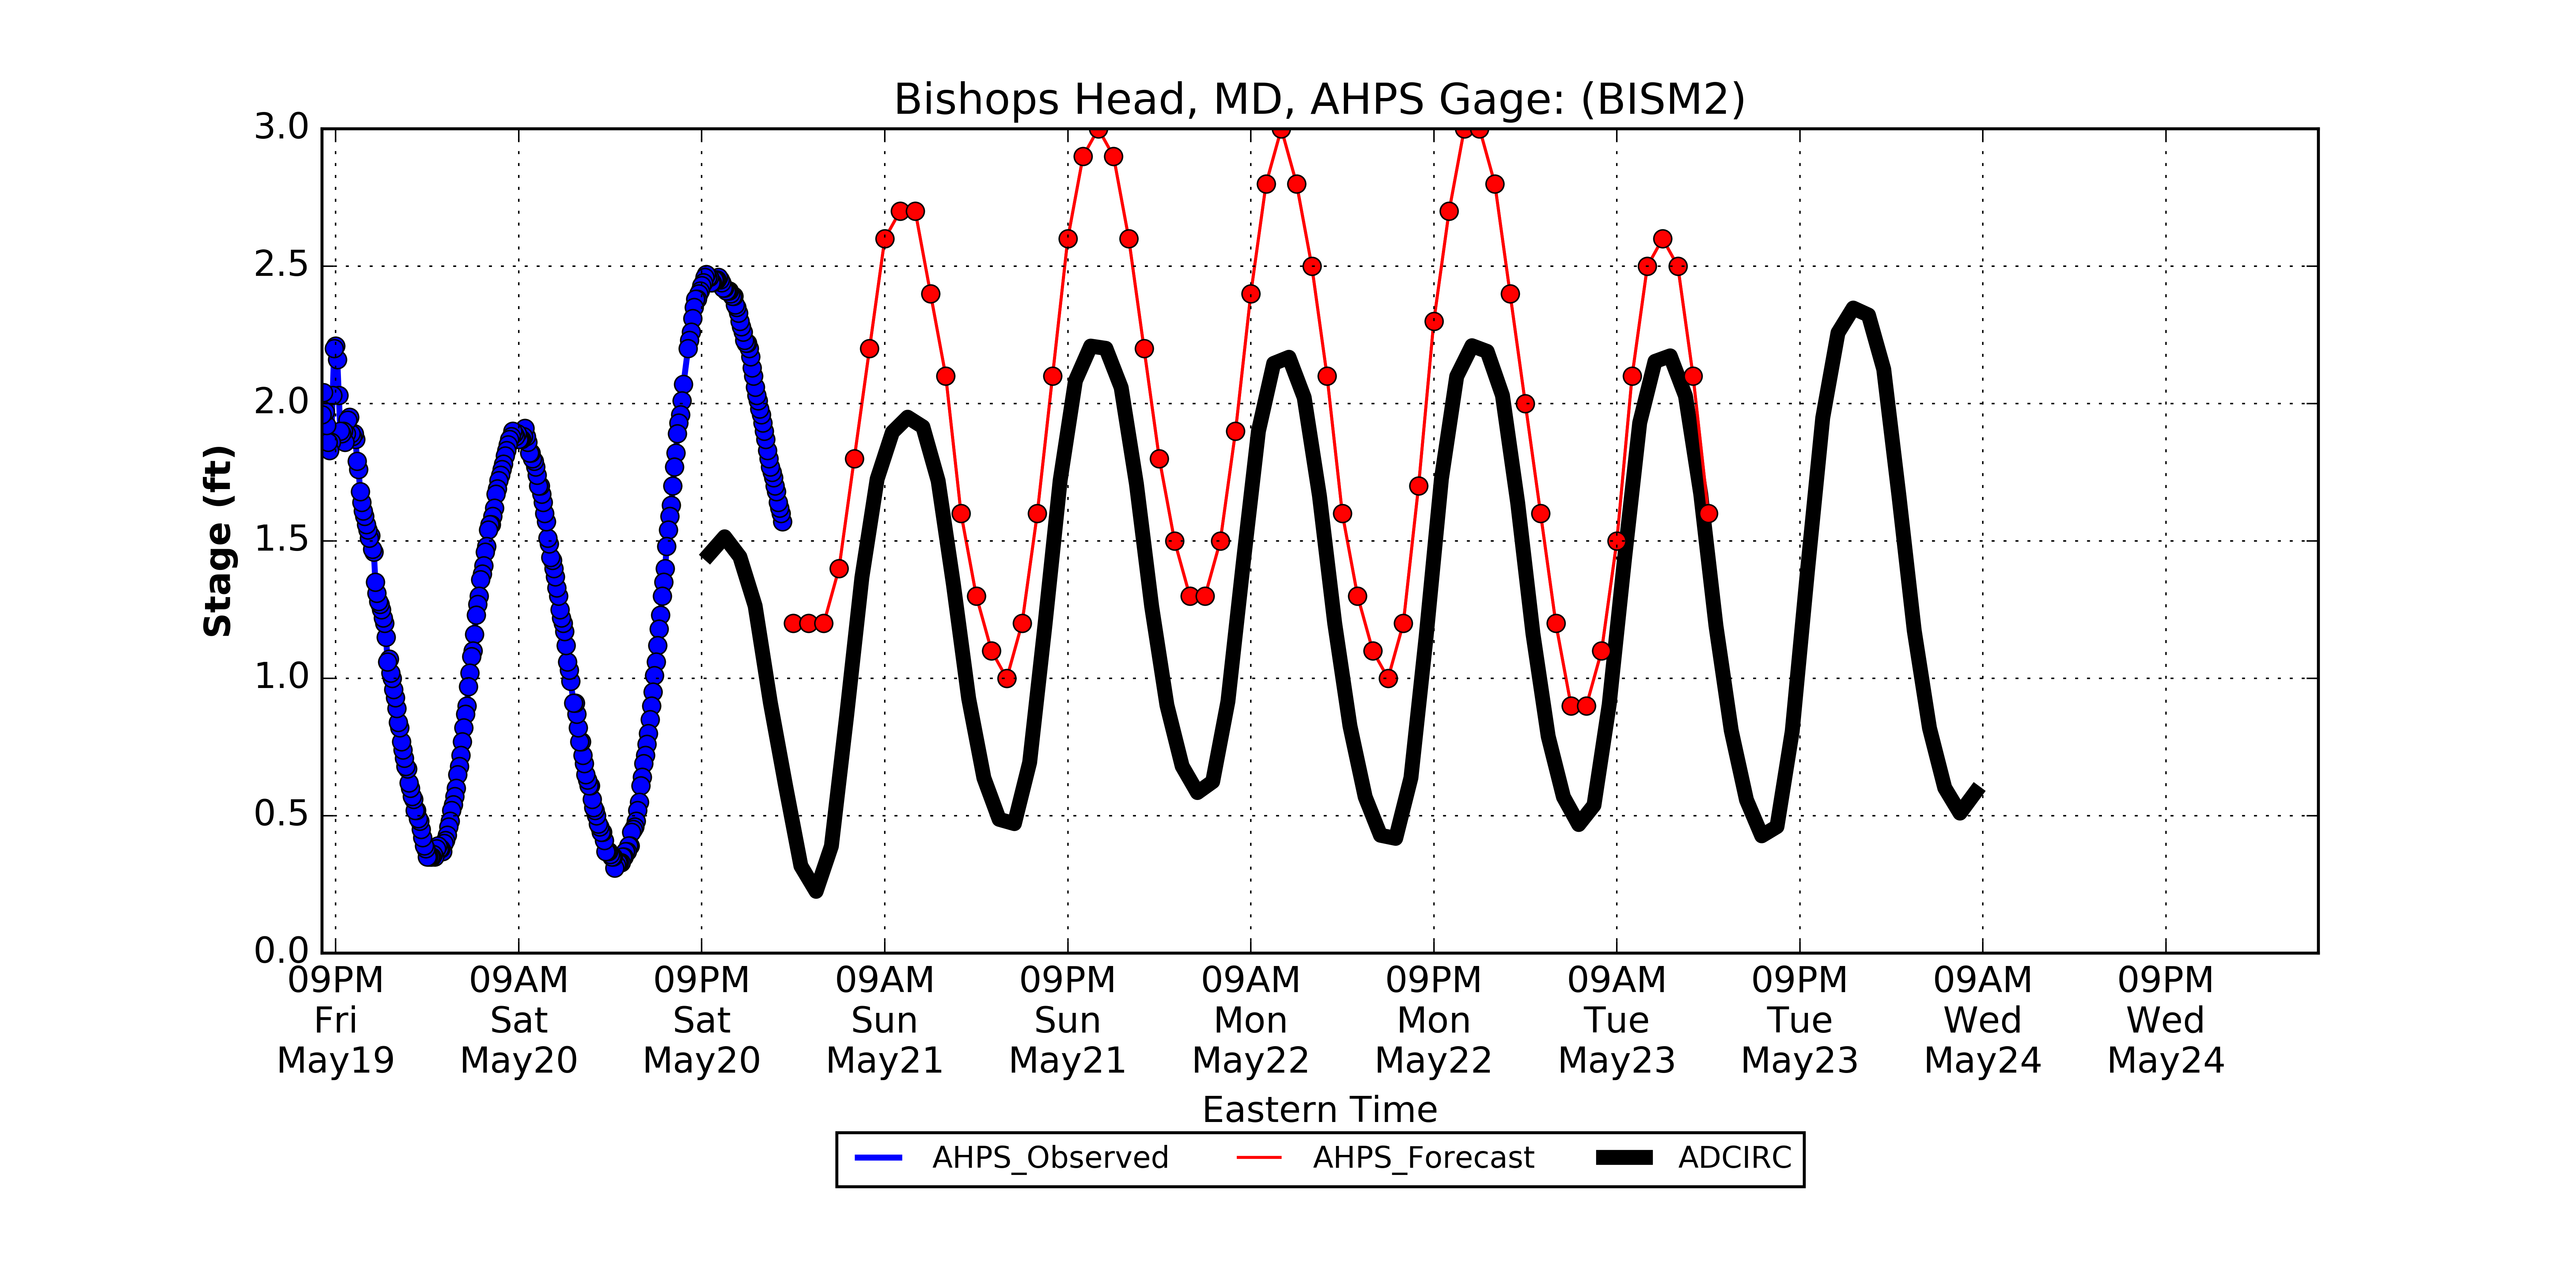 Bishops Head, MD, AHPS Gage: (BISM2)
3.0
2.5
2.0
1.5
1.0
0.5
0.0
Stage (ft)
09PM 09AM 09PM 09AM 09PM 09AM 09PM 09AM 09PM 09AM 09PM
Fri Sat Sat Sun Sun Mon Mon Tue Tue Wed Wed
May19 May20 May20 May21 May21 May22 May22 May23 May23 May24 May24
Eastern Time
AHPS_Observed AHPS_Forecast ADCIRC